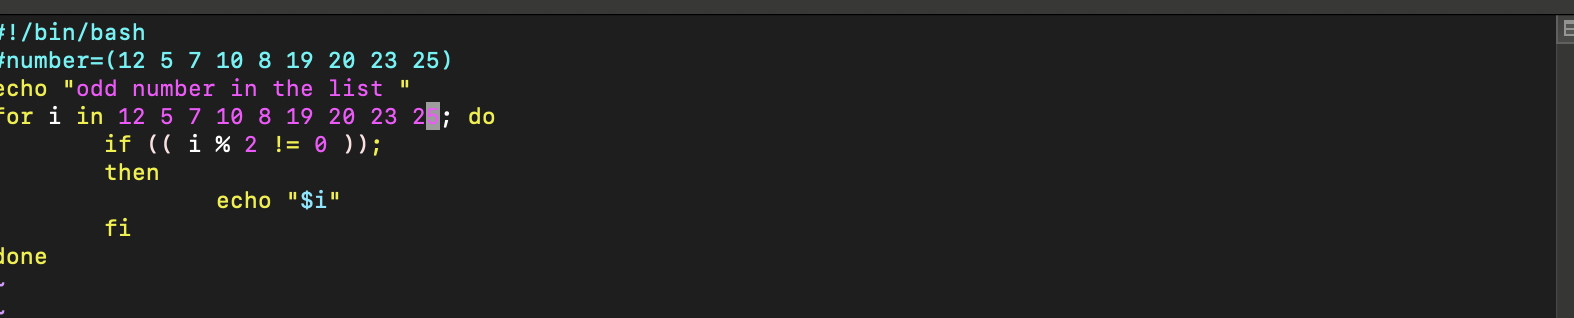 #!/bin/bash
#number=(12 5 7 10 8 19 20 23 25)
echo "odd number in the list "
for i in 12 5 7 10 8 19 20 23 25; do
        if (( i % 2 != 0 ));
        then
                echo "$i"
        fi
done
~
~